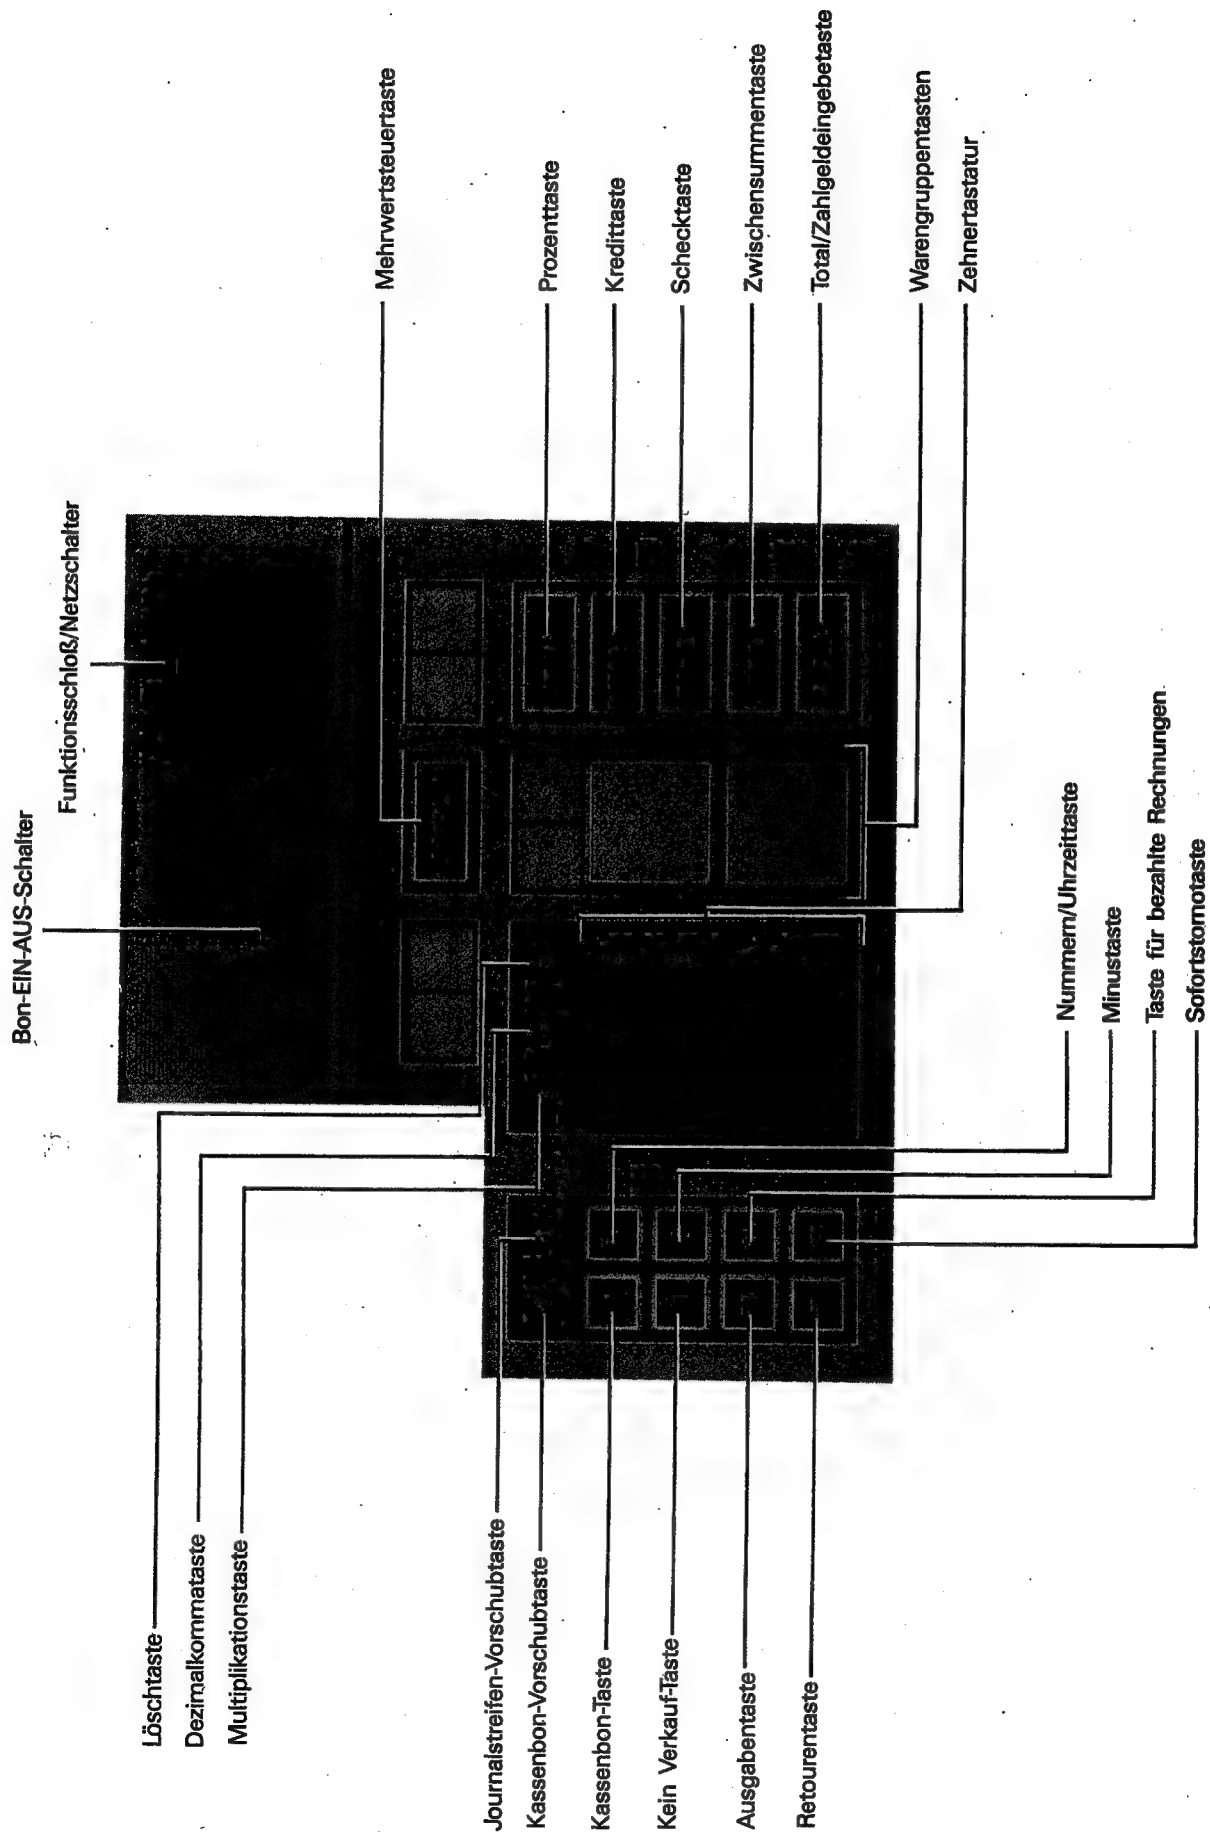 Bon-EIN-AUS-Schalter
Funktionsschloß/Netzschalter
Löschtaste
Dezimalkommataste
Multiplikationstaste
Mehrwertsteuertaste
Journalstreifen-Vorschubtaste
Kassenbon-Vorschubtaste
Kassenbon-Taste
Kein Verkauf-Taste
Ausgabentaste
Retourentaste
Prozenttaste
Kredittaste
Schecktaste
Zwischensummentaste
Total/Zahlgeldeingebetaste
Warengruppentasten
Zehnertastatur
Nummern/Uhrzeittaste
Minustaste
Taste für bezahlte Rechnungen
Sofortstornotaste